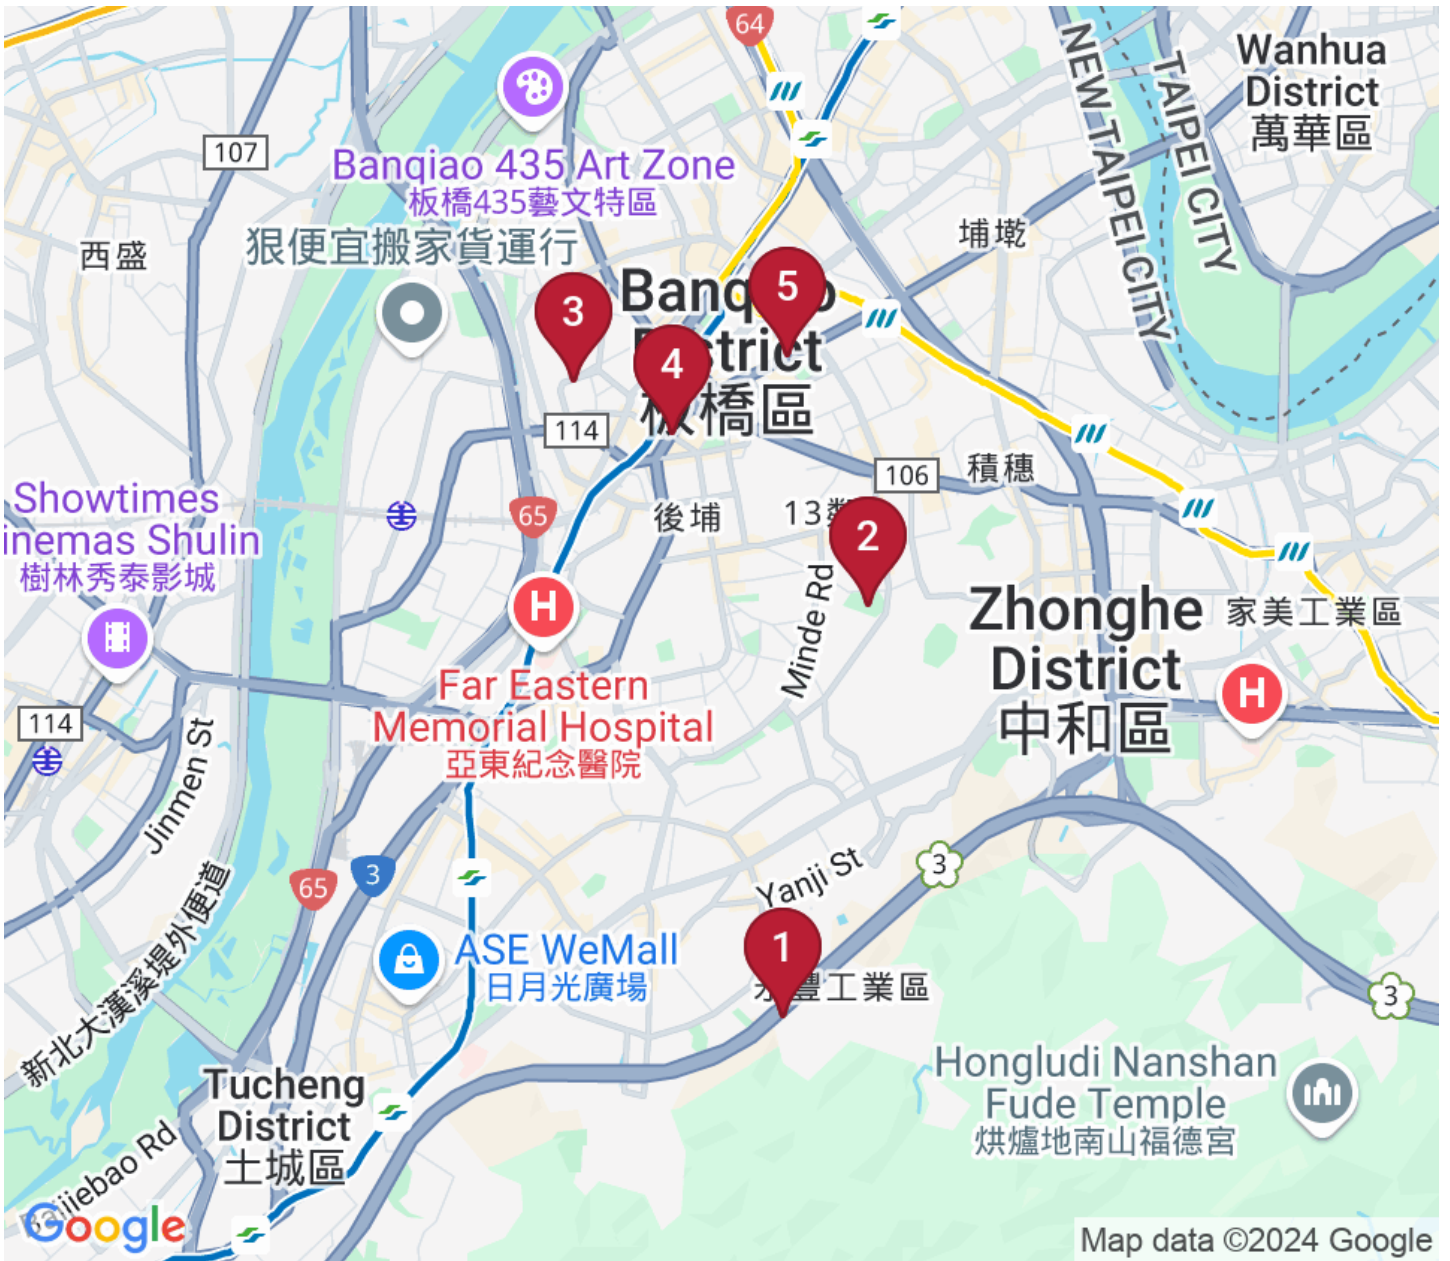 64
Wanhua
District
萬華區
NEW TAIPEI CITY
TAIPEI CITY
107
Banqiao 435 Art Zone
板橋435藝文特區
狠便宜搬家貨運行
西盛
埔墘
3
5
4
District
板橋區
114
106
積穗
Showtimes
樹林秀泰影城
65
後埔
2
H
Minde Rd
Zhonghe
District
中和區
家美工業區
H
Far Eastern
Memorial Hospital
亞東紀念醫院
114
Jinmen St
65
3
3
Yanji St
新北大漢溪堤外便道
ASE WeMall
日月光廣場
1
工業區
3
Hongludi Nanshan
Fude Temple
烘爐地南山福德宮
Tucheng
District
土城區
Rd
Google
Map data ©2024 Google